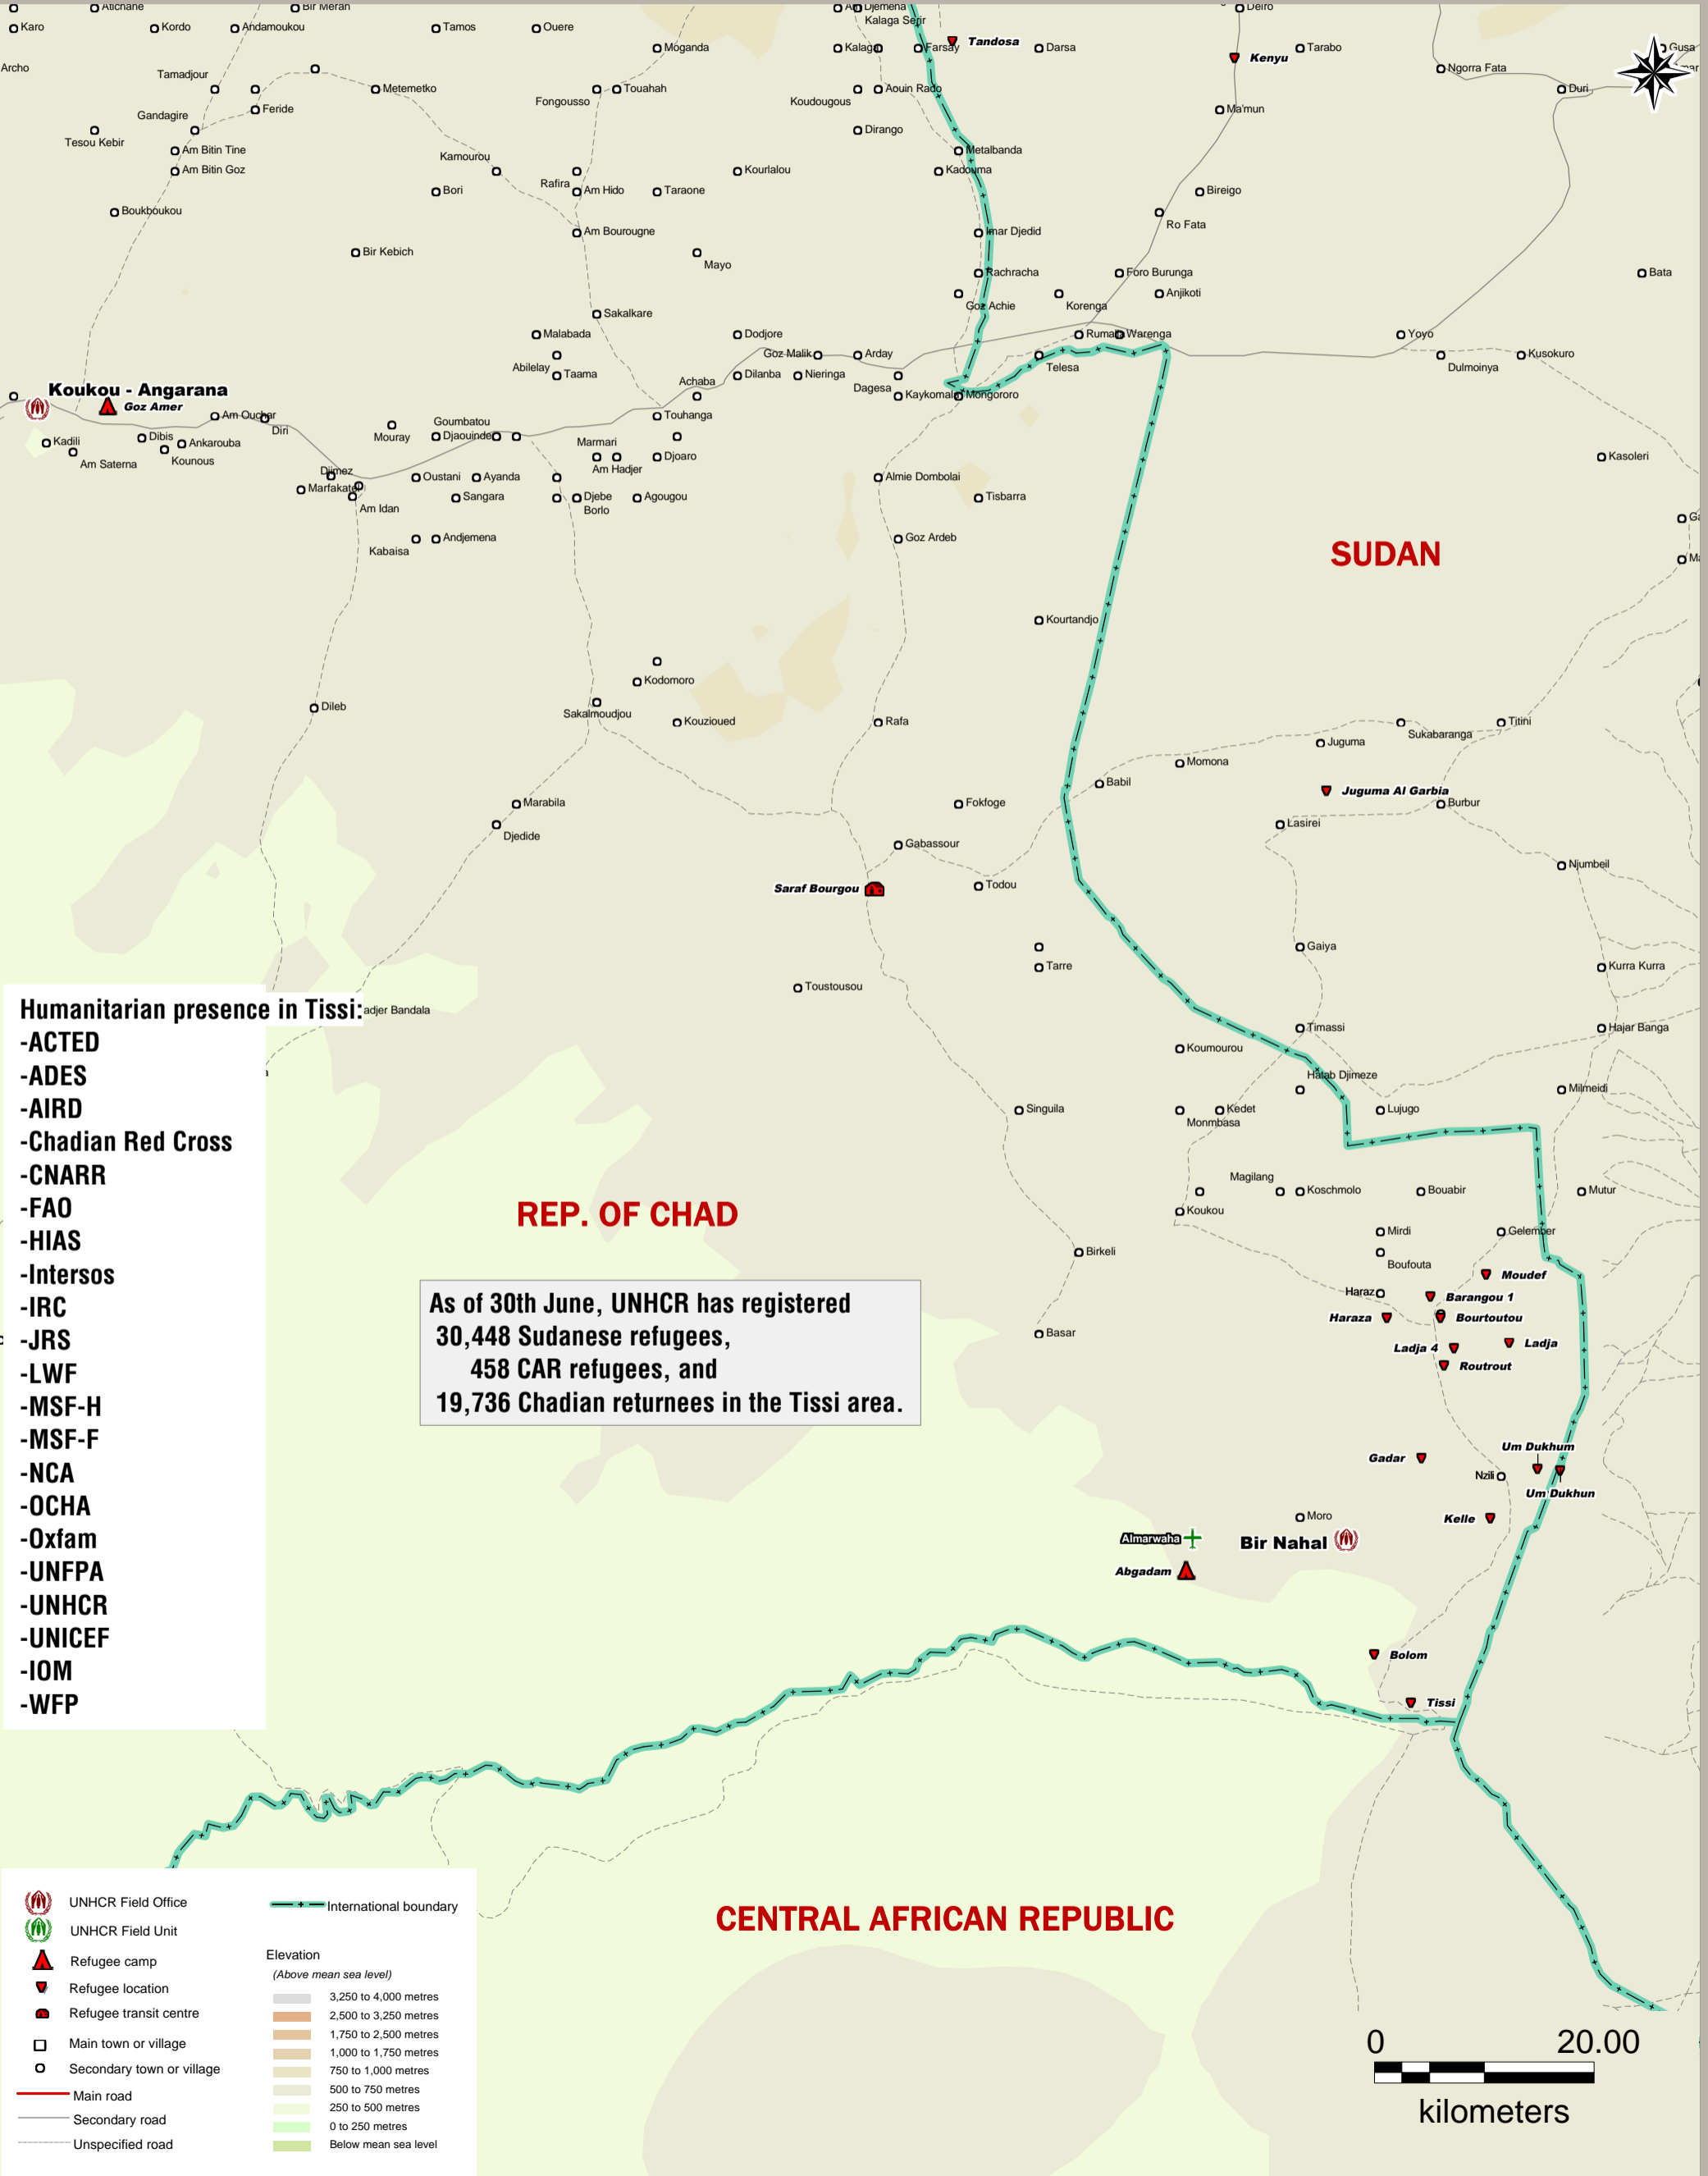 Atichane
Bir Meran
Djemena
Deiro
Karo
Kordo
Andamoukou
Tamos
Ouere
Kalaga Serir
Moganda
Kalaga
Farsay
Tandosa
Darsa
Kenyu
Tarabo
Gusa
Archo
Tamadjour
Ngorra Fata
Metemetko
Fongousso
Touahah
Koudougous
Aouin Rado
Duri
Feride
Ma'mun
Gandagire
Tesou Kebir
Dirango
Am Bitin Tine
Metalbanda
Kamourou
Am Bitin Goz
Kourlalou
Kadouma
Rafira
Bori
Am Hido
Taraone
Bireigo
Boukboukou
Ro Fata
Am Bourougne
Imar Djedid
Bir Kebich
Mayo
Rachracha
Foro Burunga
Bata
Goz Achie
Korenga
Anjikoti
Sakalkare
Malabada
Dodjore
Rumalia
Warenga
Yoyo
Abilelay
Goz Malik
Arday
Telesa
Dulmoinya
Kusokuro
Taama
Dilanba
Nieringa
Achaba
Dagesa
Koukou - Angarana
Goz Amer
Kaykomala
Mongororo
Am Ouchar
Diri
Touhanga
Goumbatou
Mouray
Djaouinde
Kadili
Dibis
Ankarouba
Am Saterna
Kounous
Marmari
Am Hadjer
Djoaro
Kasoleri
Djimez
Oustani
Ayanda
Almie Dombolai
Marfakatel
Am Idan
Sangara
Djebe
Borlo
Agougou
Tisbarra
Kabaisa
Andjemena
Goz Ardeb
SUDAN
Kourtandjo
Kodomoro
Dileb
Sakalmoudjou
Kouzioued
Rafa
Titini
Sukabaranga
Juguma
Momona
Babil
Juguma Al Garbia
Marabila
Fokfoge
Burbur
Djedide
Lasirei
Gabassour
Njumbeil
Saraf Bourgou
Todou
Gaiya
Tarre
Kurra Kurra
Toustousou
Humanitarian presence in Tissi:
adjer Bandala
-ACTED
-ADES
-AIRD
-Chadian Red Cross
-CNARR
-FAO
-HIAS
-Intersos
-IRC
-JRS
-LWF
-MSF-H
-MSF-F
-NCA
-OCHA
-Oxfam
-UNFPA
-UNHCR
-UNICEF
-IOM
-WFP
Timassi
Hajar Banga
Koumourou
Hatab Djimeze
Milmeidi
Singuila
Monmbasa
Kedet
Lujugo
Magilang
Koschmolo
Bouabir
Mutur
REP. OF CHAD
Koukou
Mirdi
Gelember
Birkeli
Boufouta
Moudef
Haraz
Barangou 1
Haraza
Bourtoutou
Basar
Ladja 4
Ladja
Routrout
As of 30th June, UNHCR has registered
30,448 Sudanese refugees,
458 CAR refugees, and
19,736 Chadian returnees in the Tissi area.
Um Dukhum
Gadar
Nzili
Um Dukhun
Moro
Kelle
Almarwaha
Bir Nahal
Abgadam
Bolom
Tissi
CENTRAL AFRICAN REPUBLIC
UNHCR Field Office
UNHCR Field Unit
Refugee camp
Refugee location
Refugee transit centre
Main town or village
Secondary town or village
Main road
Secondary road
Unspecified road
International boundary
Elevation
(Above mean sea level)
3,250 to 4,000 metres
2,500 to 3,250 metres
1,750 to 2,500 metres
1,000 to 1,750 metres
750 to 1,000 metres
500 to 750 metres
250 to 500 metres
0 to 250 metres
Below mean sea level
0 20.00
kilometers